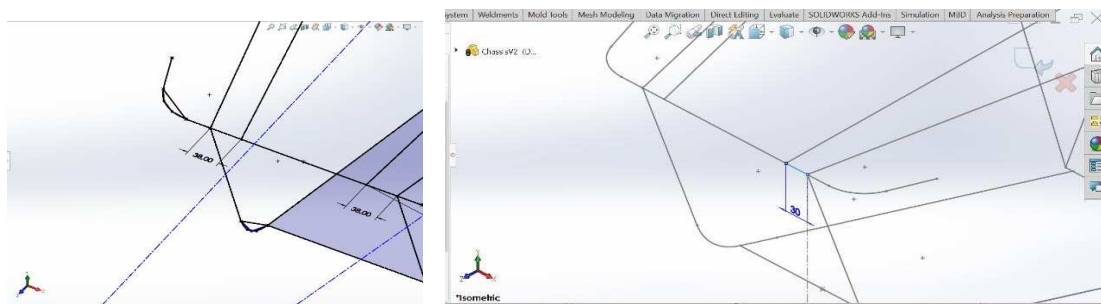 38.00
38.00
ystem Weldments Mold Tools Mesh Modeling Data Migration Direct Editing Evaluate SOLIDWORKS Add-Ins Simulation MBD Analysis Preparation
ChassisV2 (D...
30
*Isometric